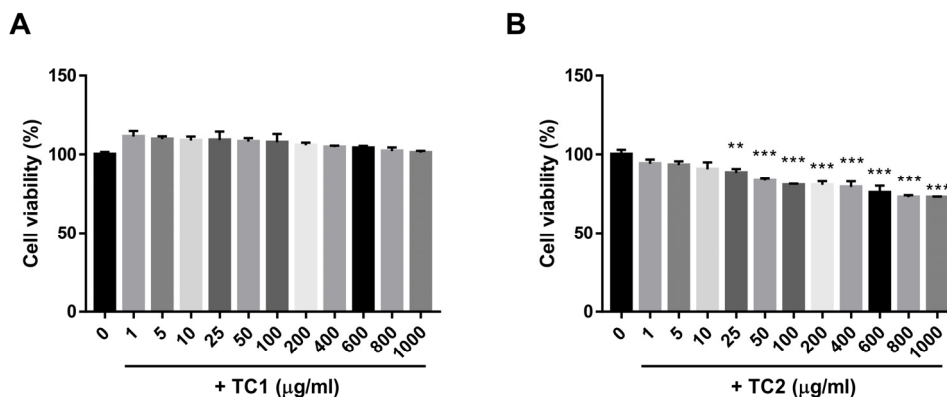 A
Cell viability (%)
150
100
50
0
0 1 5 10 25 50 100 200 400 600 800 1000
+ TC1 (μg/ml)
B
Cell viability (%)
150
100
50
0
** *** *** *** *** *** *** ***
0 1 5 10 25 50 100 200 400 600 800 1000
+ TC2 (μg/ml)